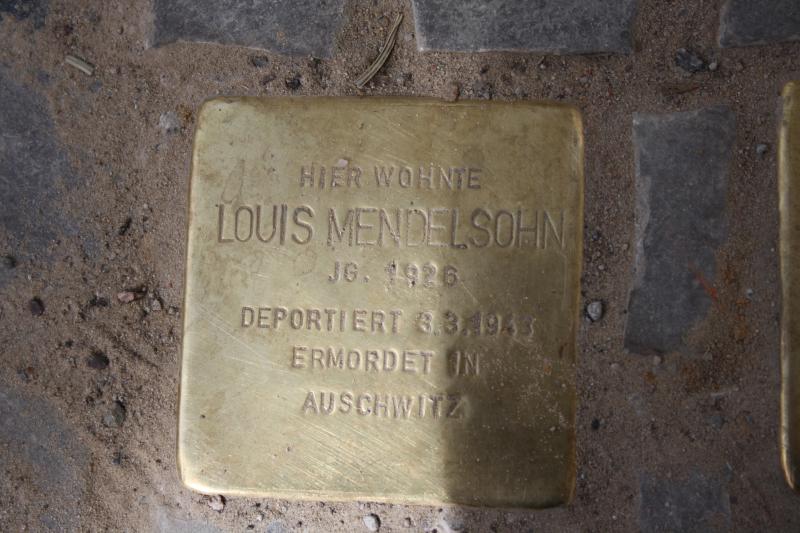 HIER WOHNTE
LOUIS MENDELSOHN
JG. 1926
DEPORTIERT 3.3.1943
ERMORDET IN
AUSCHWITZ